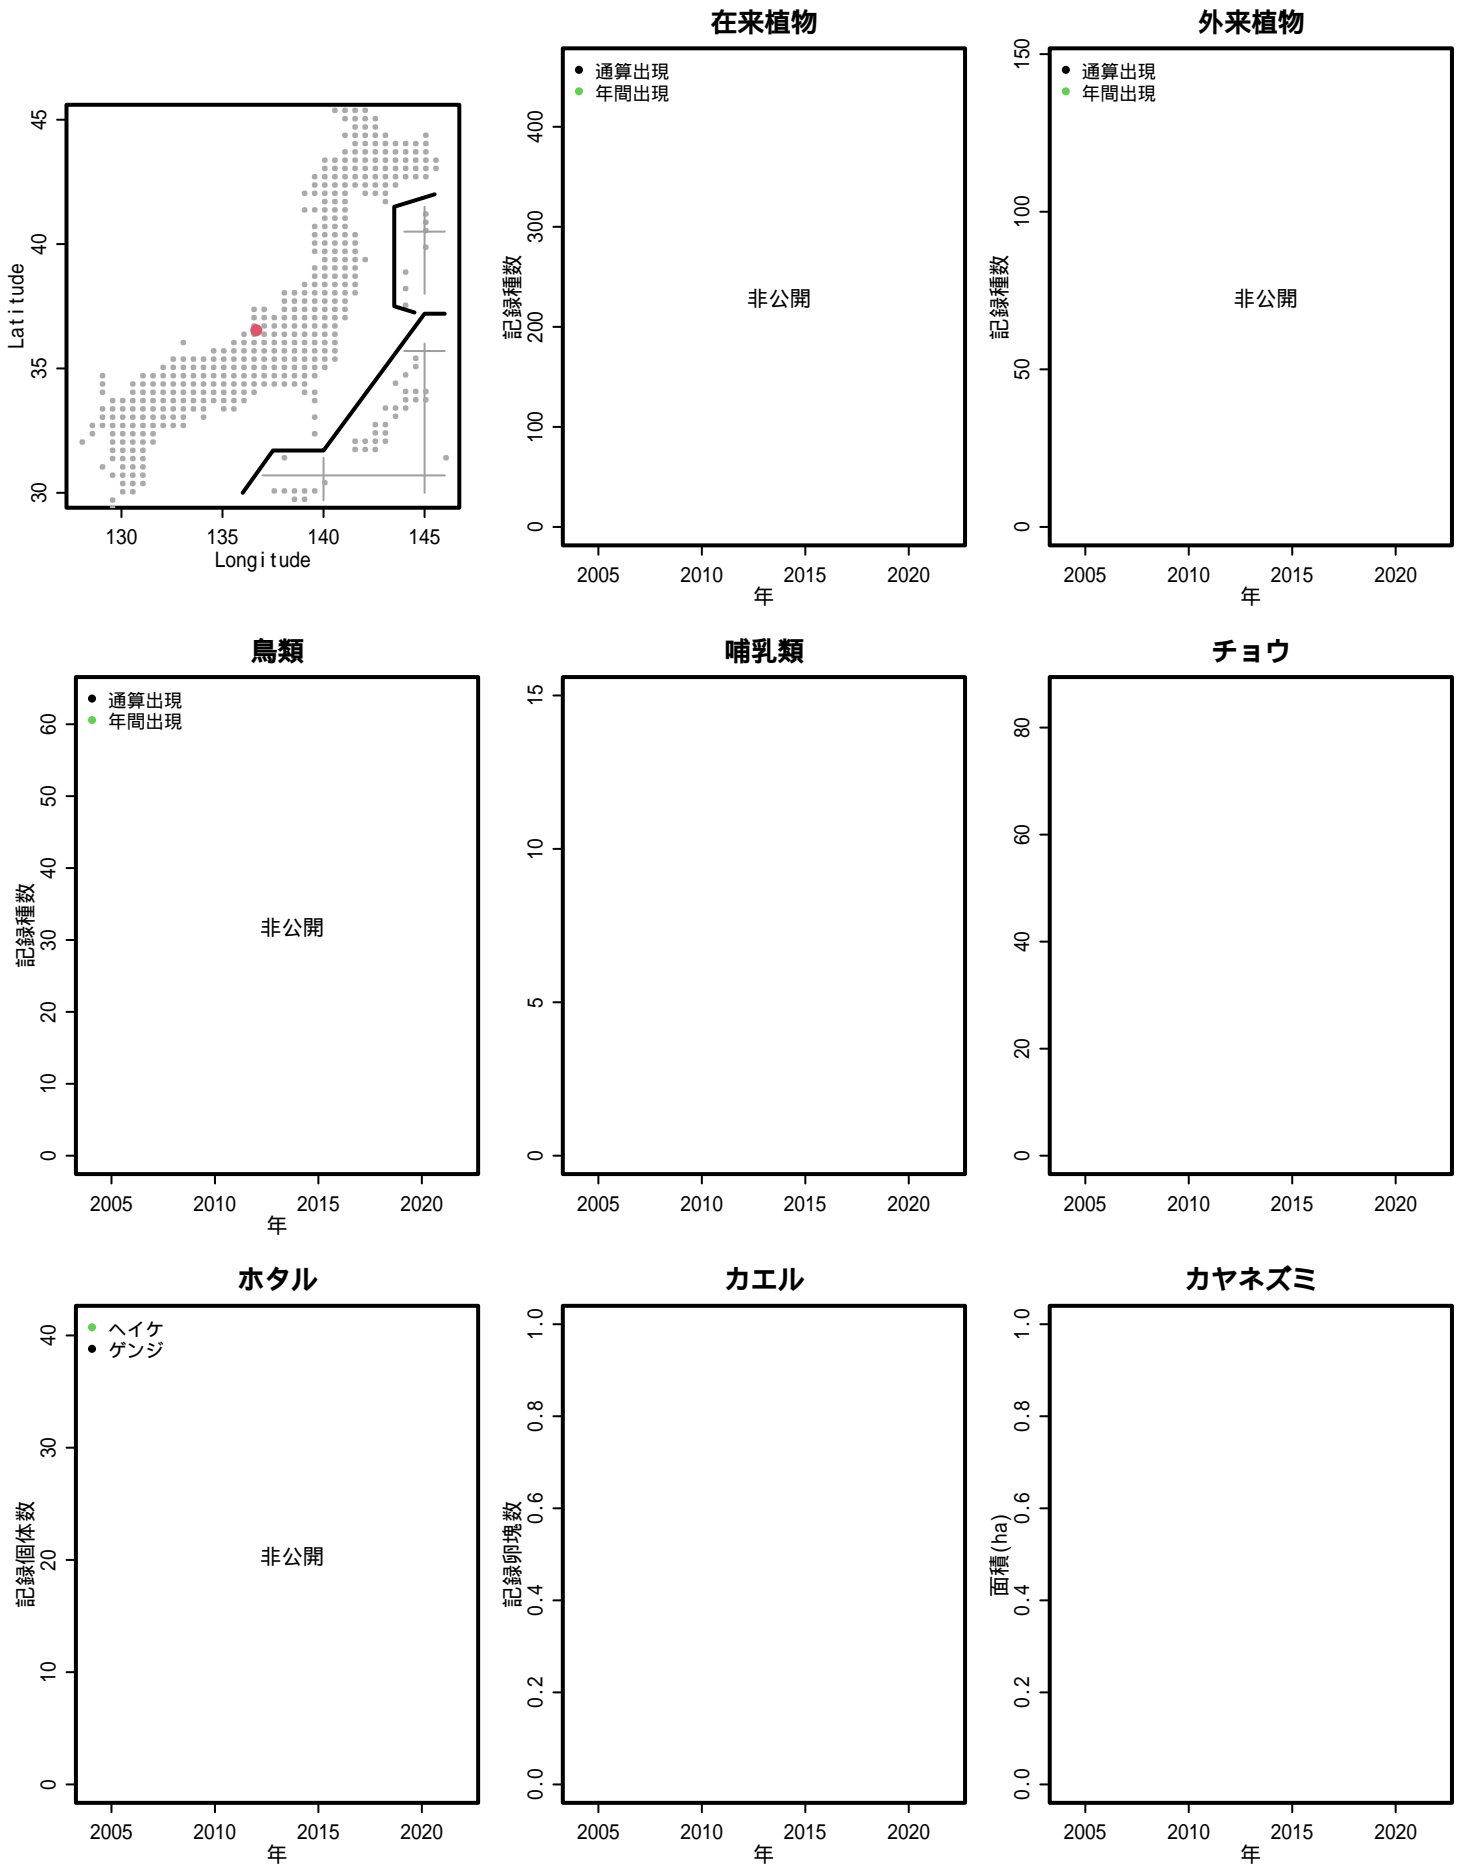 45
40
35
30
Latitude
130
135
140
145
Longitude
在来植物
通算出現
年間出現
400
300
200
100
0
記録種数
非公開
2005
2010
2015
2020
年
外来植物
通算出現
年間出現
150
100
50
0
記録種数
非公開
2005
2010
2015
2020
年
鳥類
通算出現
年間出現
60
50
40
30
20
10
0
記録種数
非公開
2005
2010
2015
2020
年
哺乳類
15
10
5
0
2005
2010
2015
2020
チョウ
80
60
40
20
0
2005
2010
2015
2020
ホタル
ヘイケ
ゲンジ
40
30
20
10
0
記録個体数
非公開
2005
2010
2015
2020
年
カエル
1.0
0.8
0.6
0.4
0.2
0.0
記録卵塊数
2005
2010
2015
2020
年
カヤネズミ
1.0
0.8
0.6
0.4
0.2
0.0
面積(ha)
2005
2010
2015
2020
年